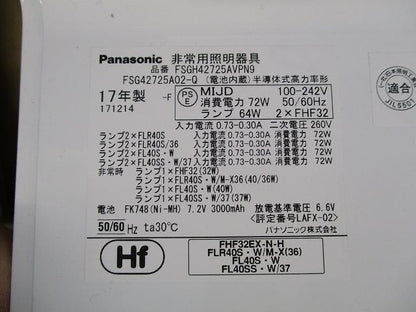 Panasonic 非常用照明器具
品番 FSGH42725AVPN9
FSG42725A02-Q (電池内蔵)半導体式高力率形
17年製 -F
171214
PS E
MIJD 100-242V
消費電力 72W 50/60Hz
ランプ 64W 2×FHF32
入力電流 0.73-0.30A 二次電圧 260V
ランプ2×FLR40S 入力電流0.73-0.30A 消費電力 72W
ランプ2×FLR40S/36 入力電流0.73-0.30A 消費電力 72W
ランプ2×FL40S 入力電流0.73-0.30A 消費電力 72W
ランプ2×FL40SS・W/37 入力電流0.73-0.30A 消費電力 72W
非常時 ランプ1×FHF32(32W)
ランプ1×FLR40S・W/M-X36(40/36W)
ランプ1×FL40S・W(40W)
ランプ1×FL40SS・W/37(37W)
電池 FK748(Ni-MH) 7.2V 3000mAh 放電基準電圧 6.6V
50/60 Hz ta30℃ 〈評定番号LAFX-02〉
パナソニック株式会社
Hf
FHF32EX-N-H
FLR40S・W/M-X(36)
FL40S・W
FL40SS・W/37
適合
JIL5501